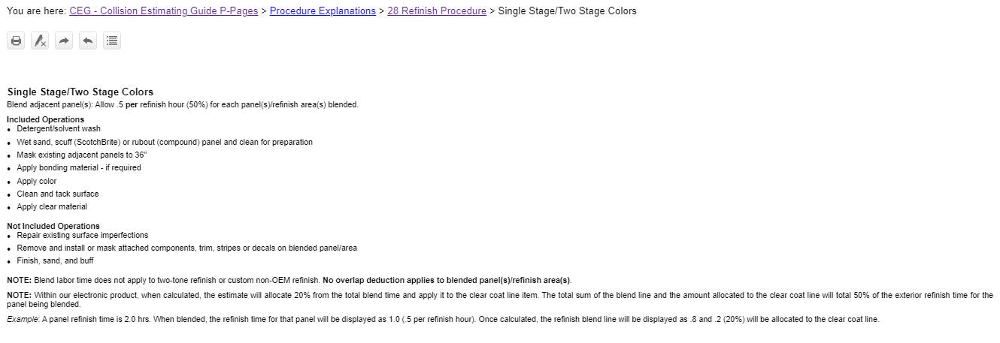 You are here: CEG - Collision Estimating Guide P-Pages > Procedure Explanations > 28 Refinish Procedure > Single Stage/Two Stage Colors
Single Stage/Two Stage Colors
Blend adjacent panel(s): Allow .5 per refinish hour (50%) for each panel(s)/refinish area(s) blended.
Included Operations
• Detergent/solvent wash
• Wet sand, scuff (ScotchBrite) or rubout (compound) panel and clean for preparation
• Mask existing adjacent panels to 36"
• Apply bonding material - if required
• Apply color
• Clean and tack surface
• Apply clear material
Not Included Operations
• Repair existing surface imperfections
• Remove and install or mask attached components, trim, stripes or decals on blended panel/area
• Finish, sand, and buff
NOTE: Blend labor time does not apply to two-tone refinish or custom non-OEM refinish. No overlap deduction applies to blended panel(s)/refinish area(s).
NOTE: Within our electronic product, when calculated, the estimate will allocate 20% from the total blend time and apply it to the clear coat line item. The total sum of the blend line and the amount allocated to the clear coat line will total 50% of the exterior refinish time for the
panel being blended.
Example: A panel refinish time is 2.0 hrs. When blended, the refinish time for that panel will be displayed as 1.0 (.5 per refinish hour). Once calculated, the refinish blend line will be displayed as .8 and .2 (20%) will be allocated to the clear coat line.